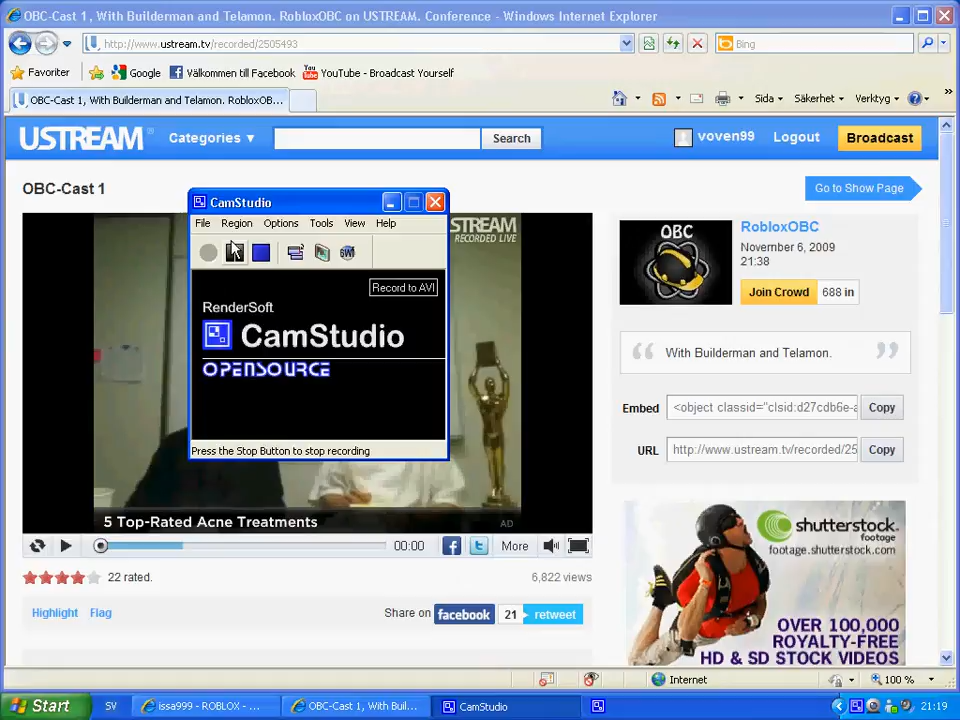 OBC-Cast 1 , With Builderman and Telamon. RobloxOBC on USTREAM. Conference - Windows Internet Explorer
http://www.ustream.tv/recorded/2505493
Bing
Favoriter Google Välkommen till Facebook YouTube - Broadcast Yourself
OBC-Cast 1 , With Builderman and Telamon. RobloxOB... Sida Säkerhet Verktyg »
USTREAM Categories ▼ Search voven99 Logout Broadcast
OBC-Cast 1
Go to Show Page
CamStudio
File Region Options Tools View Help
Record to AVI
RenderSoft
CamStudio
OPENSOURCE
Press the Stop Button to stop recording
STREAM
RECORDED LIVE
5 Top-Rated Acne Treatments
AD
00:00 More
22 rated. 6,822 views
Highlight Flag Share on facebook 21 retweet
OBC
RobloxOBC
November 6, 2009
21:38
Join Crowd 688 in
With Builderman and Telamon.
Embed <object classid="clsid:d27cdb6e-a Copy
URL http://www.ustream.tv/recorded/25 Copy
shutterstock
footage
footage.shutterstock.com
OVER 100,000
ROYALTY-FREE
HD & SD STOCK VIDEOS
Internet 100 %
Start SV issa999 - ROBLOX - ... OBC-Cast 1, With Buil... CamStudio 21:19